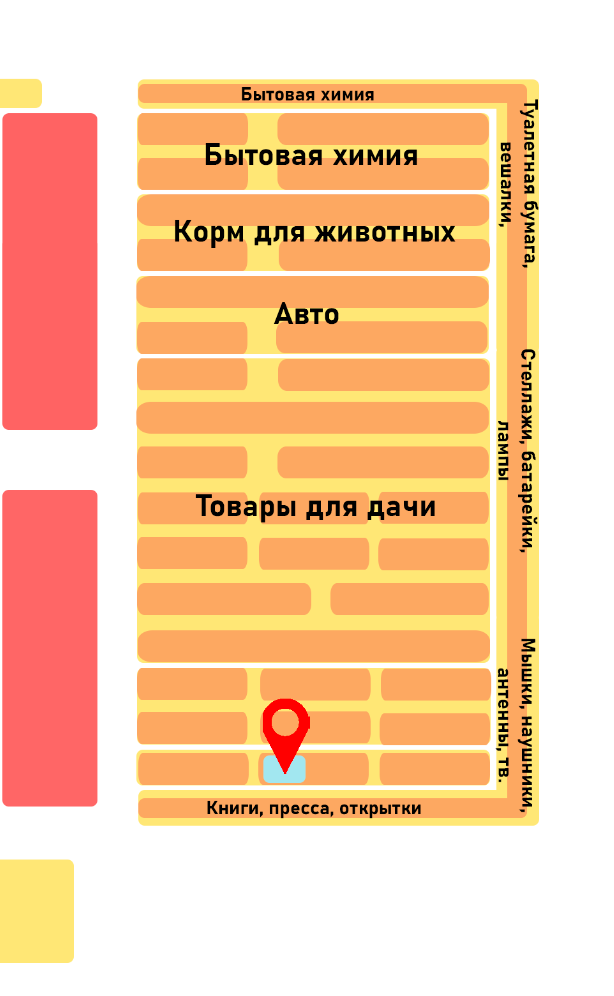 Бытовая химия
Бытовая химия
Корм для животных
Авто
Товары для дачи
Книги, пресса, открытки
Туалетная бумага,
вешалки,
Стеллажи, батарейки,
лампы
Мышки, наушники,
антенны, тв.